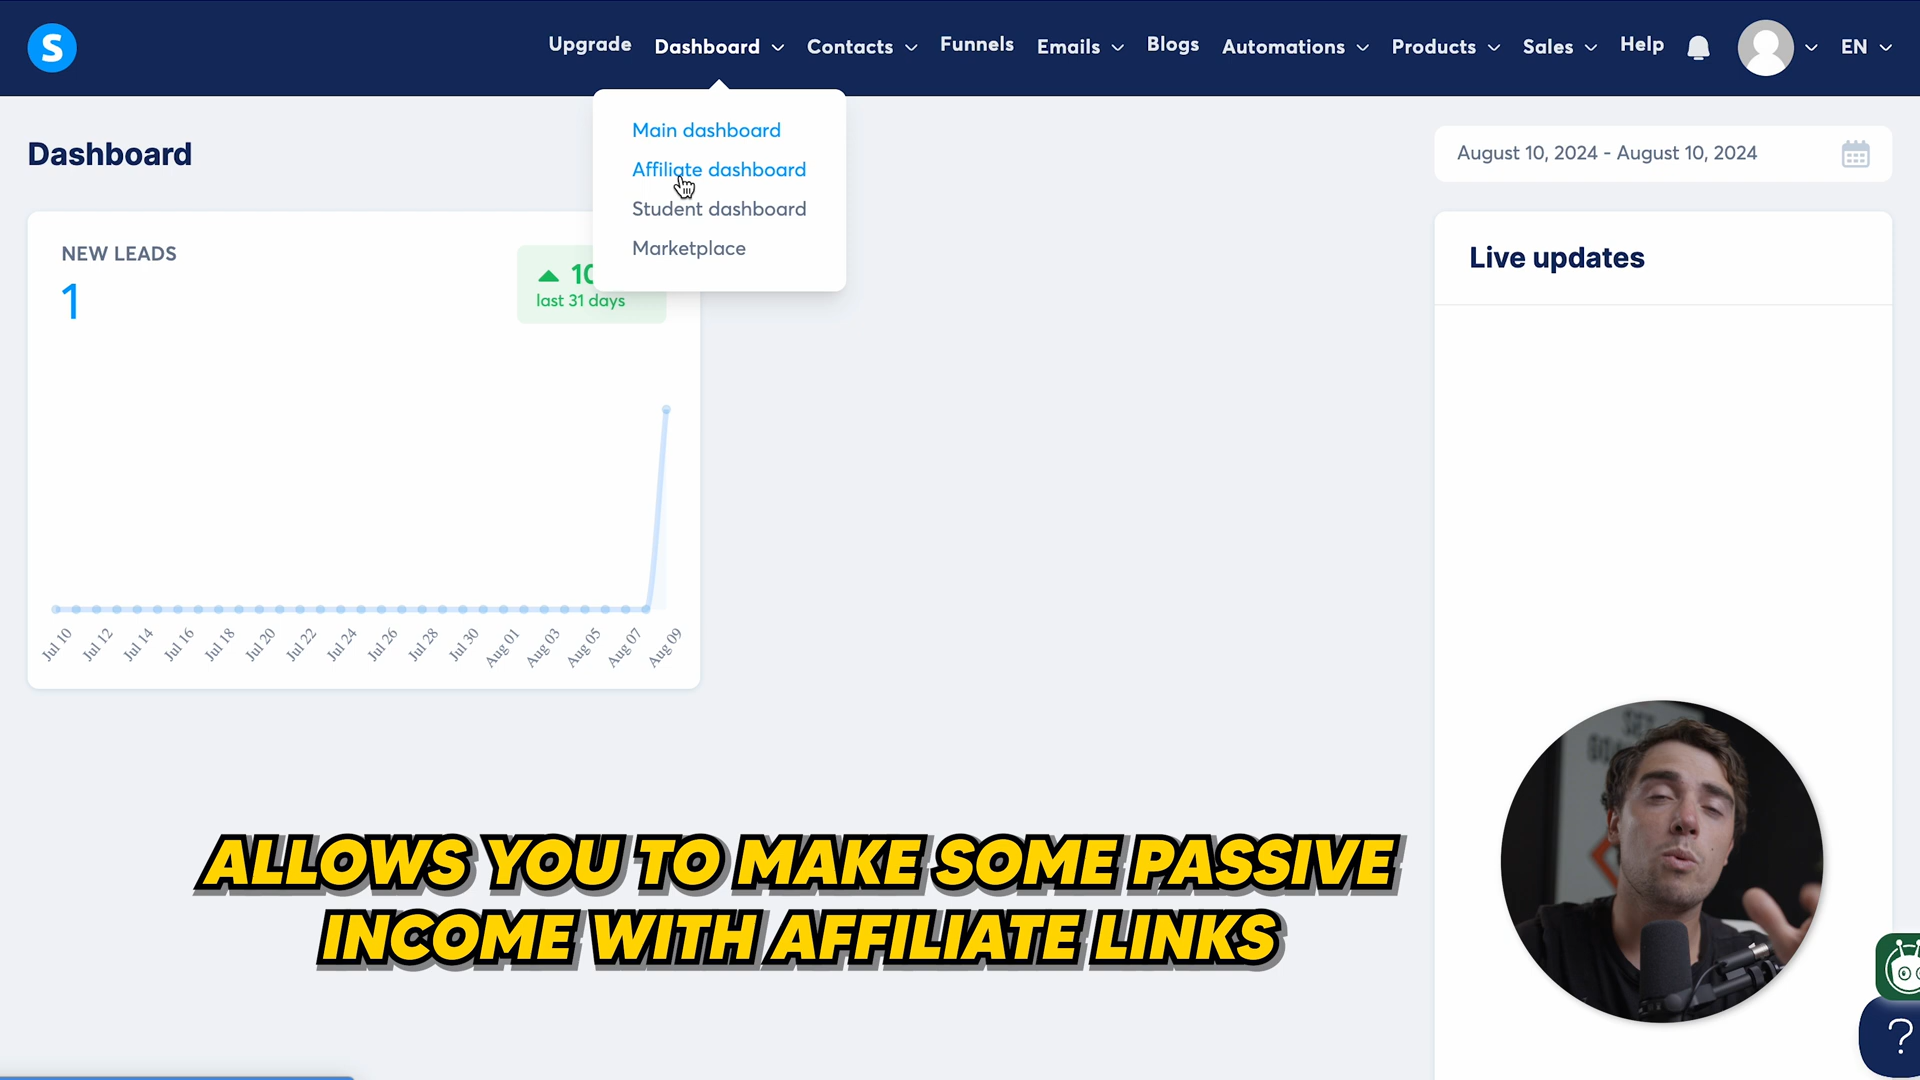 S
Upgrade Dashboard Contacts Funnels Emails Blogs Automations Products Sales Help EN
Dashboard
Main dashboard
Affiliate dashboard
Student dashboard
Marketplace
August 10, 2024 - August 10, 2024
NEW LEADS
1
10
last 31 days
Live updates
Jul 10 Jul 12 Jul 14 Jul 16 Jul 18 Jul 20 Jul 22 Jul 24 Jul 26 Jul 28 Jul 30 Aug 01 Aug 03 Aug 05 Aug 07 Aug 09
ALLOWS YOU TO MAKE SOME PASSIVE
INCOME WITH AFFILIATE LINKS
?